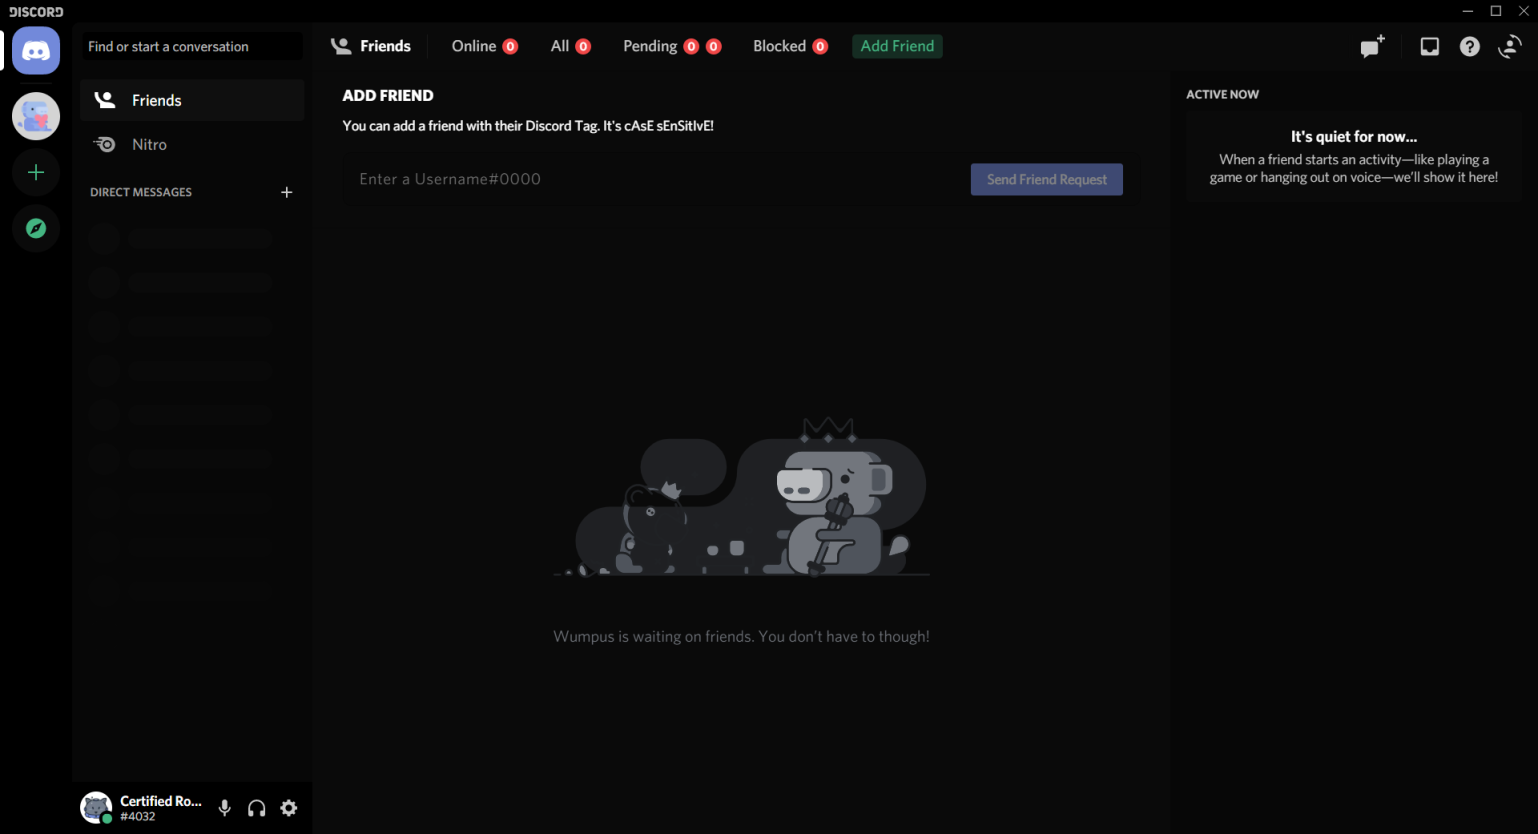 DISCORD
Find or start a conversation
Friends
Nitro
DIRECT MESSAGES
Certified Ro...
#4032
Friends
Online 0
All 0
Pending 0 0
Blocked 0
Add Friend
ADD FRIEND
You can add a friend with their Discord Tag. It's cAsE sEnSitIvE!
Enter a Username#0000
Send Friend Request
Wumpus is waiting on friends. You don't have to though!
ACTIVE NOW
It's quiet for now...
When a friend starts an activity—like playing a
game or hanging out on voice—we'll show it here!